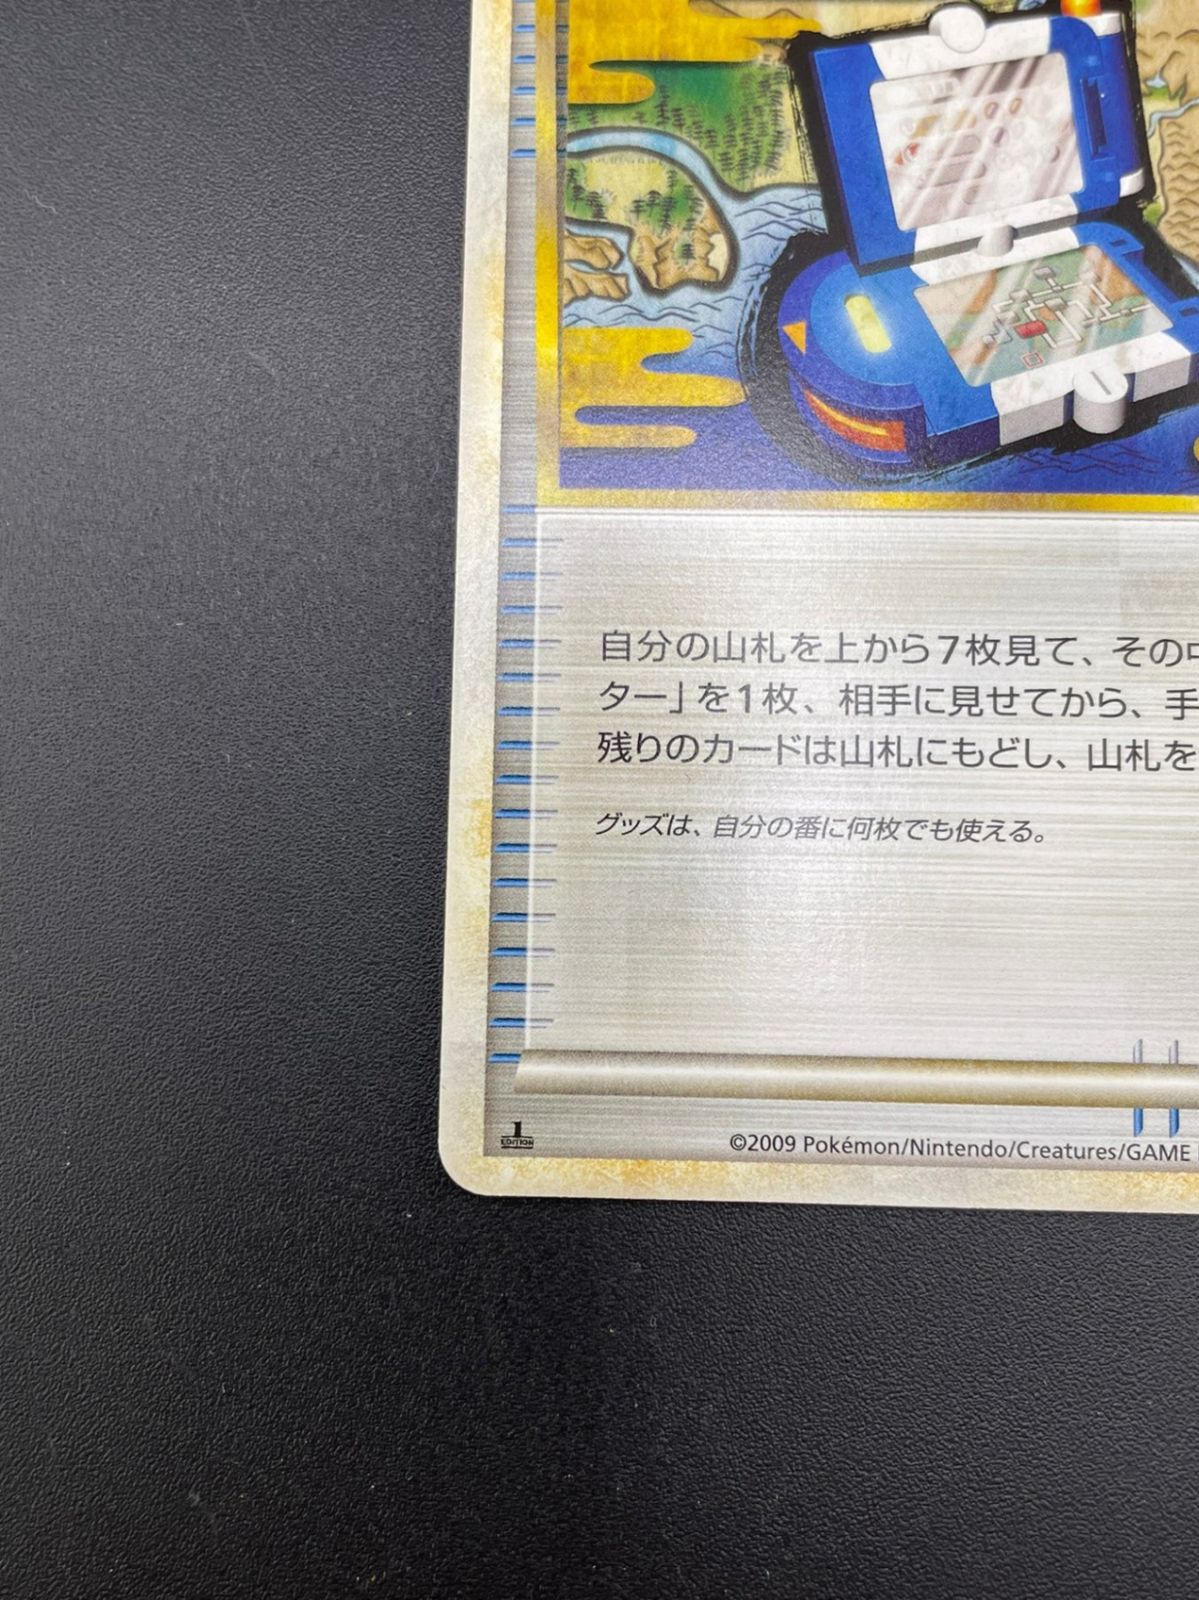 自分の山札を上から7枚見て、その中
ター」を1枚、相手に見せてから、手
残りのカードは山札にもどし、山札を
グッズは、自分の番に何枚でも使える。
1
EDITION
©2009 Pokémon/Nintendo/Creatures/GAME